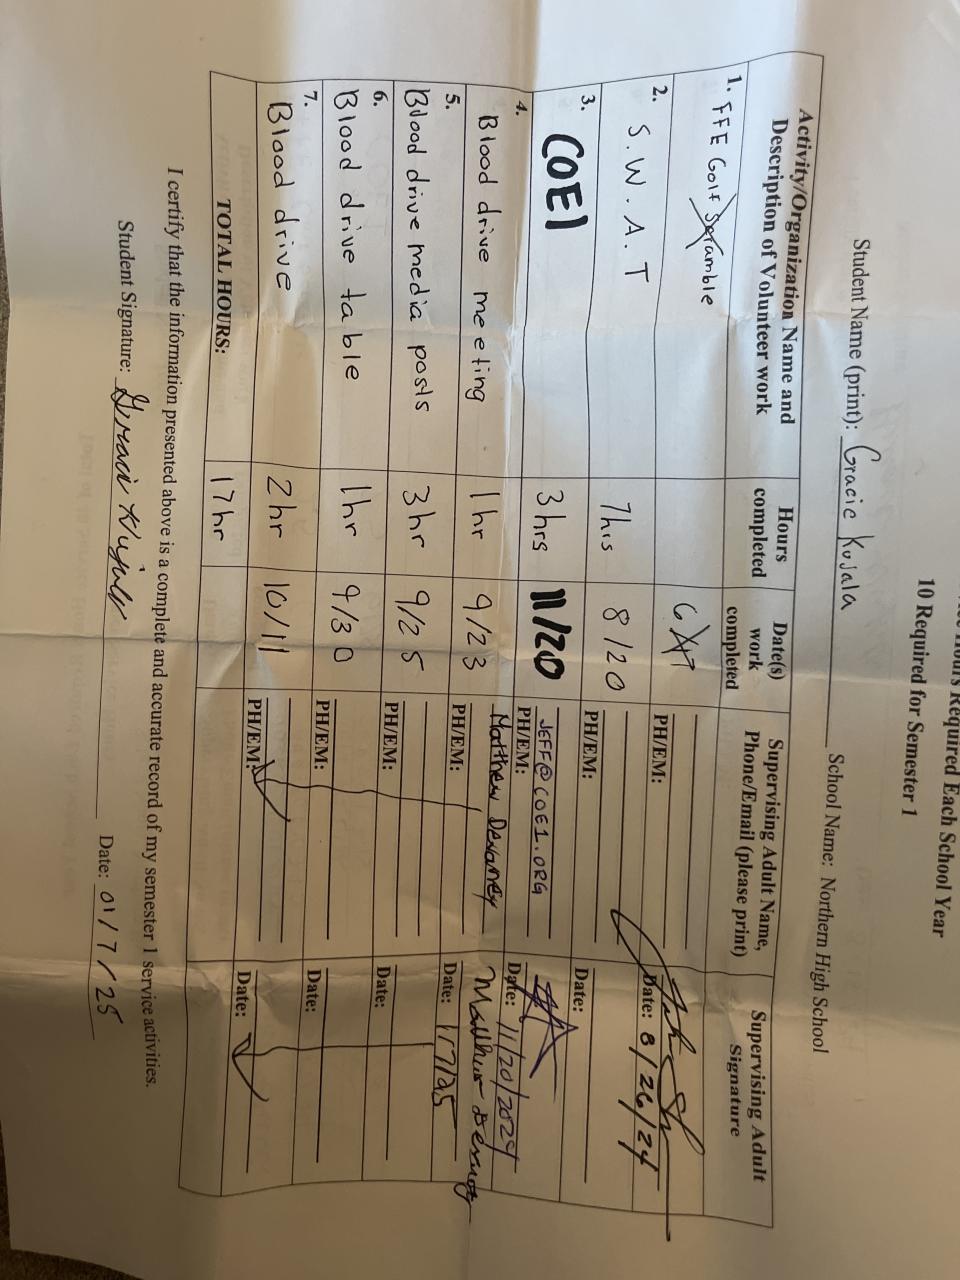 Hours Required Each School Year
10 Required for Semester 1
Student Name (print): Gracie Kujala School Name: Northern High School
Activity/Organization Name and Description of Volunteer work
Hours completed
Date(s) work completed
Supervising Adult Name, Phone/Email (please print)
Supervising Adult Signature
1. FFE Golf Scramble
6
PH/EM:
2. S.W.A.T 7hrs 8/20
PH/EM:
Date: 8/26/24
3. COE1 3 hrs 11/20
JEFF@COE1.ORG
PH/EM:
Date:
Date: 11/20/2024
4. Blood drive meeting 1hr 9/23
Matthew Devaney
PH/EM:
Date: 1/7/25
5. Blood drive media posts 3hr 9/25
PH/EM:
Date:
6. Blood drive table 1hr 9/30
PH/EM:
Date:
7. Blood drive 2hr 10/11
PH/EM:
Date:
TOTAL HOURS: 17hr
I certify that the information presented above is a complete and accurate record of my semester 1 service activities.
Student Signature: Gracie Kujala Date: 01/7/25